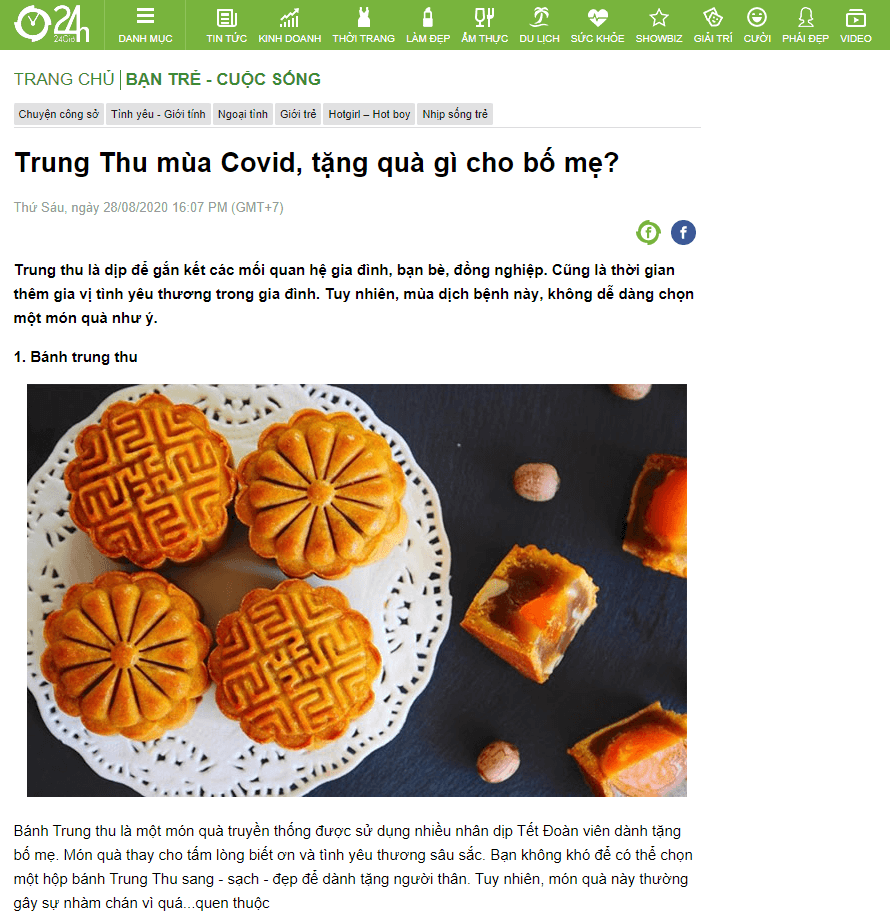 24h
24Giờ
DANH MỤC
TIN TỨC
KINH DOANH
THỜI TRANG
LÀM ĐẸP
ẨM THỰC
DU LỊCH
SỨC KHỎE
SHOWBIZ
GIẢI TRÍ
CƯỜI
PHÁI ĐẸP
VIDEO
TRANG CHỦ | BẠN TRẺ - CUỘC SỐNG
Chuyện công sở
Tình yêu - Giới tính
Ngoại tình
Giới trẻ
Hotgirl – Hot boy
Nhịp sống trẻ
Trung Thu mùa Covid, tặng quà gì cho bố mẹ?
Thứ Sáu, ngày 28/08/2020 16:07 PM (GMT+7)
Trung thu là dịp để gắn kết các mối quan hệ gia đình, bạn bè, đồng nghiệp. Cũng là thời gian
thêm gia vị tình yêu thương trong gia đình. Tuy nhiên, mùa dịch bệnh này, không dễ dàng chọn
một món quà như ý.
1. Bánh trung thu
Bánh Trung thu là một món quà truyền thống được sử dụng nhiều nhân dịp Tết Đoàn viên dành tặng
bố mẹ. Món quà thay cho tấm lòng biết ơn và tình yêu thương sâu sắc. Bạn không khó để có thể chọn
một hộp bánh Trung Thu sang - sạch - đẹp để dành tặng người thân. Tuy nhiên, món quà này thường
gây sự nhàm chán vì quá...quen thuộc